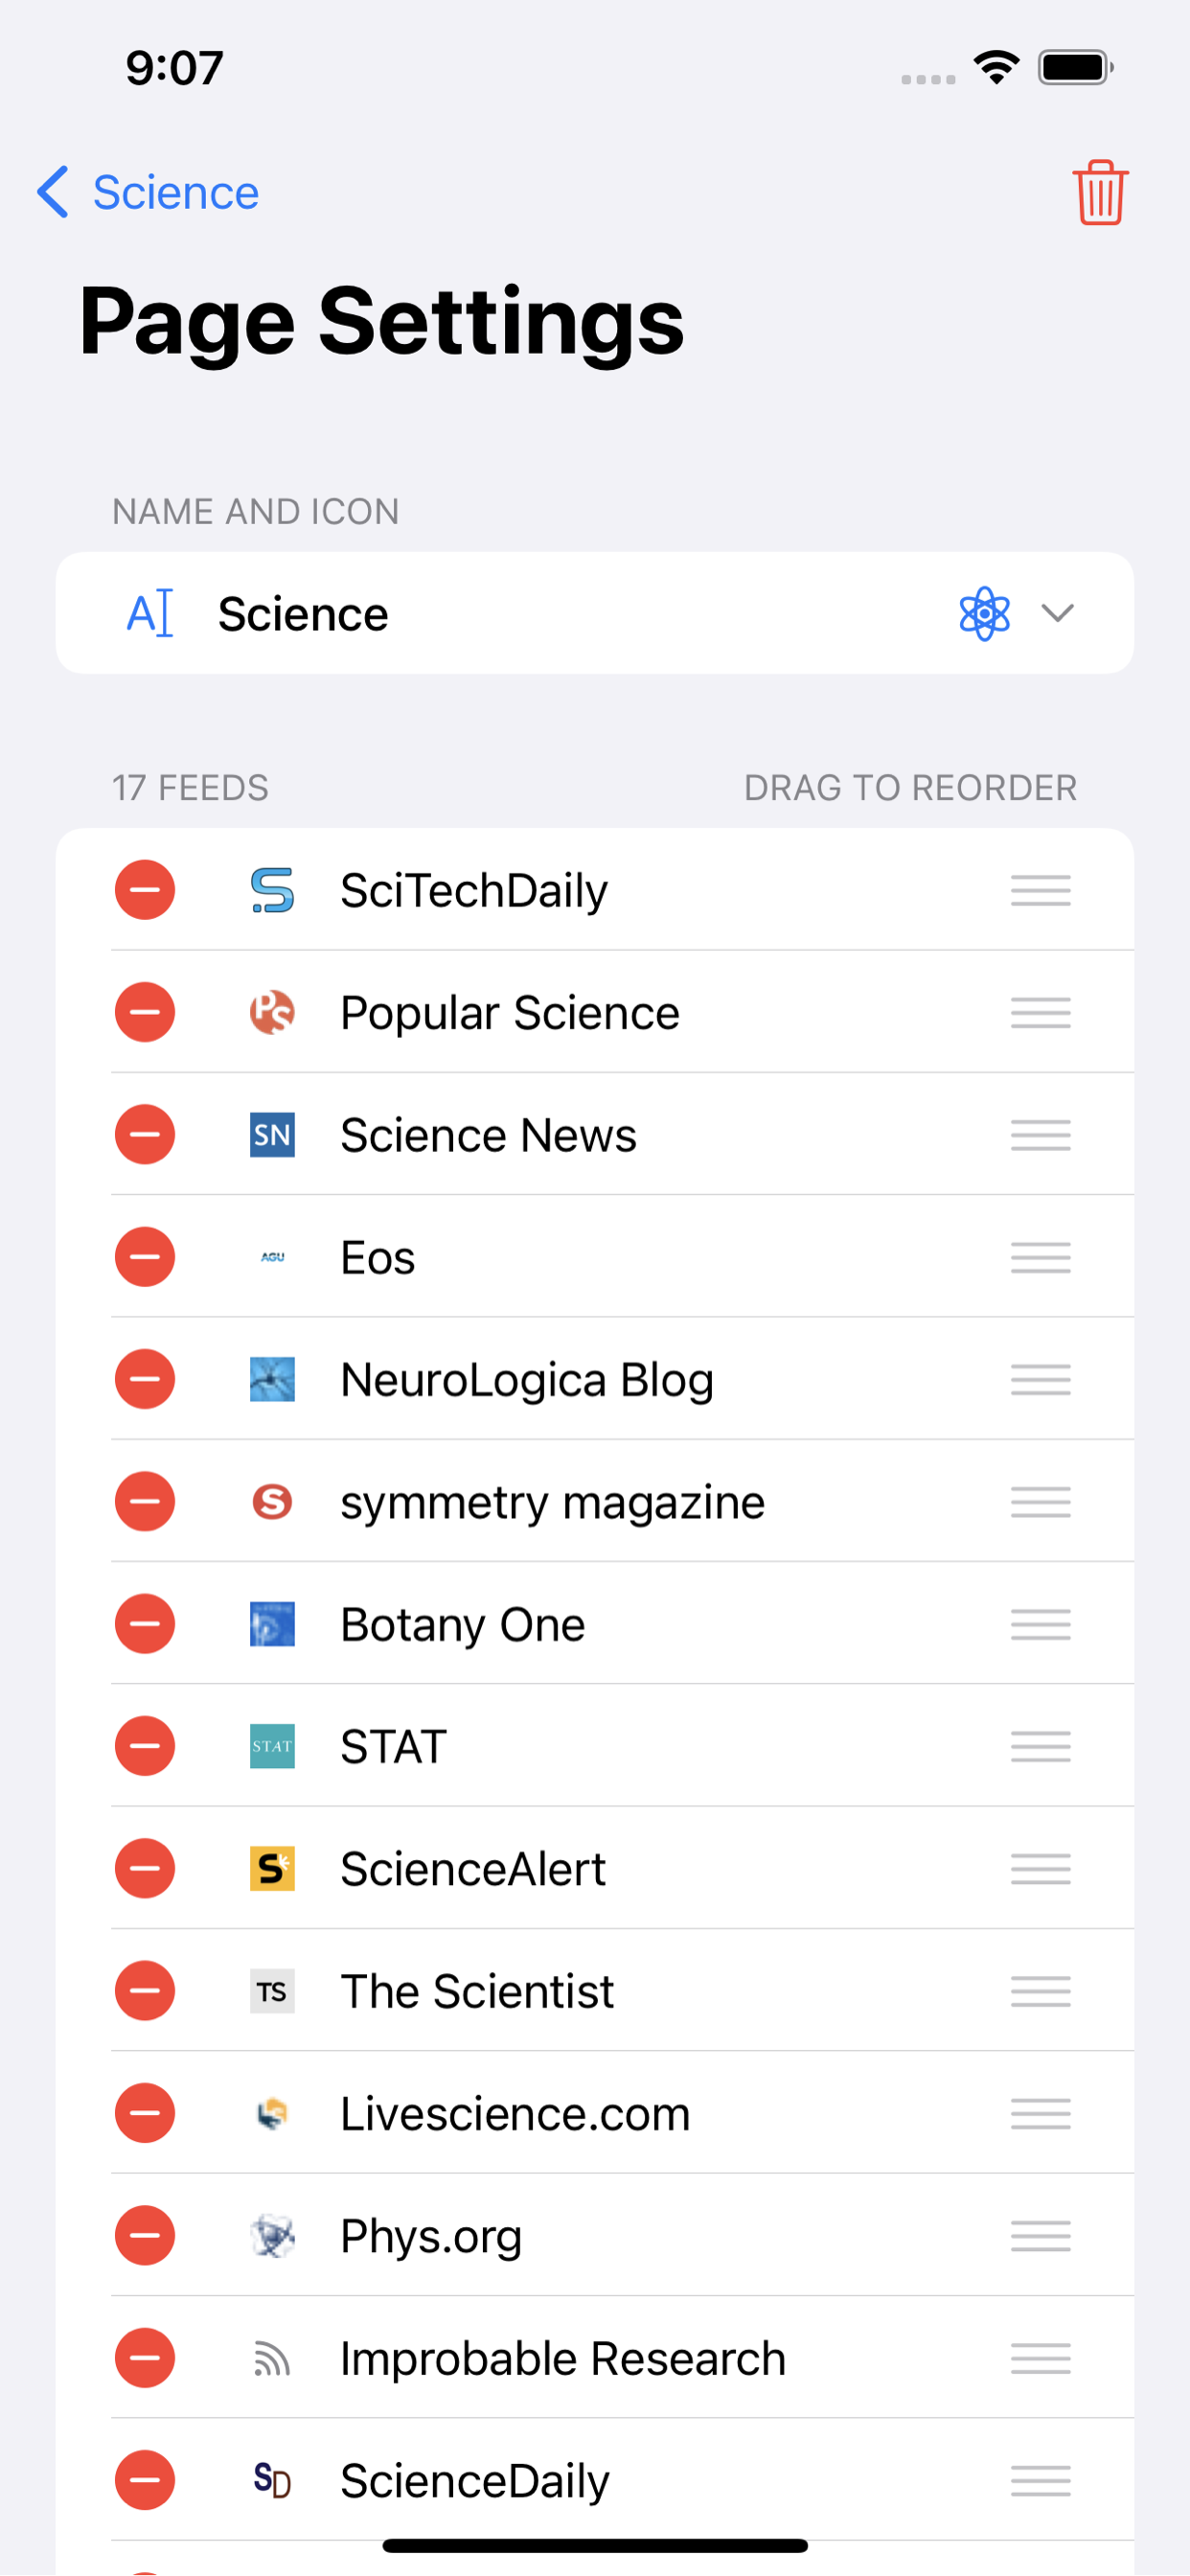 9:07
Science
Page Settings
NAME AND ICON
A Science
17 FEEDS DRAG TO REORDER
SciTechDaily
PS Popular Science
SN Science News
AGU Eos
NeuroLogica Blog
S symmetry magazine
Botany One
STAT STAT
S ScienceAlert
TS The Scientist
Livescience.com
Phys.org
Improbable Research
SD ScienceDaily